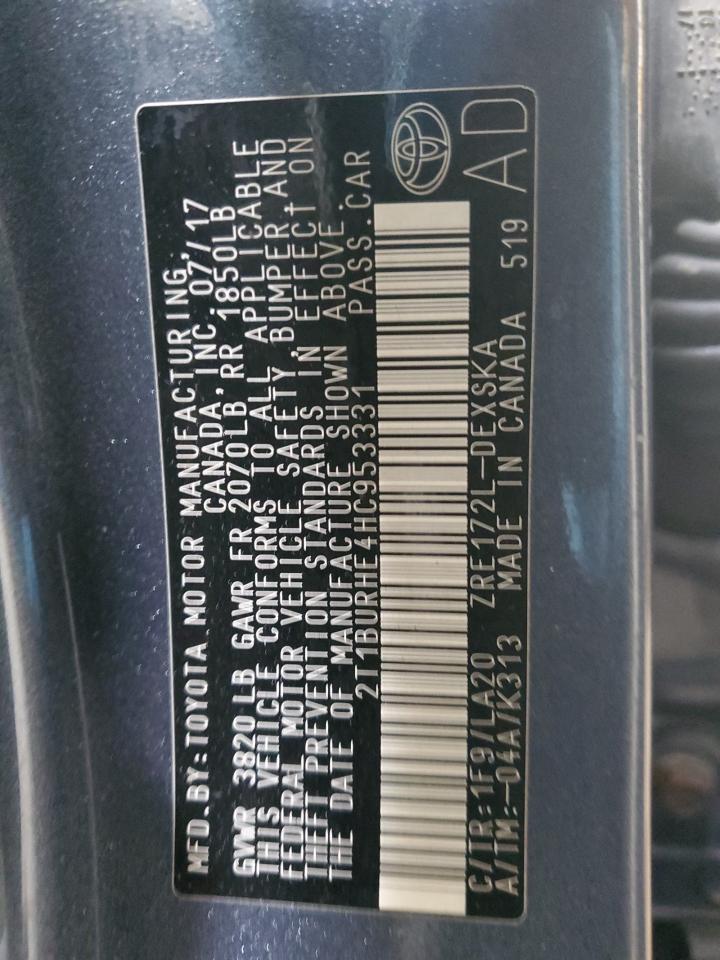 MFD.BY:TOYOTA MOTOR MANUFACTURING,
CANADA, INC. 07/17
GVWR 3820 LB GAWR FR 2070LB, RR 1850LB
THIS VEHICLE CONFORMS TO ALL APPLICABLE
FEDERAL MOTOR VEHICLE SAFETY, BUMPER AND
THEFT PREVENTION STANDARDS IN EFFECT ON
THE DATE OF MANUFACTURE SHOWN ABOVE.
2T1BURHE4HC953331 PASS.CAR
C/TR:1F9/LA20 ZRE172L-DEXSKA
A/TM:-04A/K313 MADE IN CANADA 519
AD